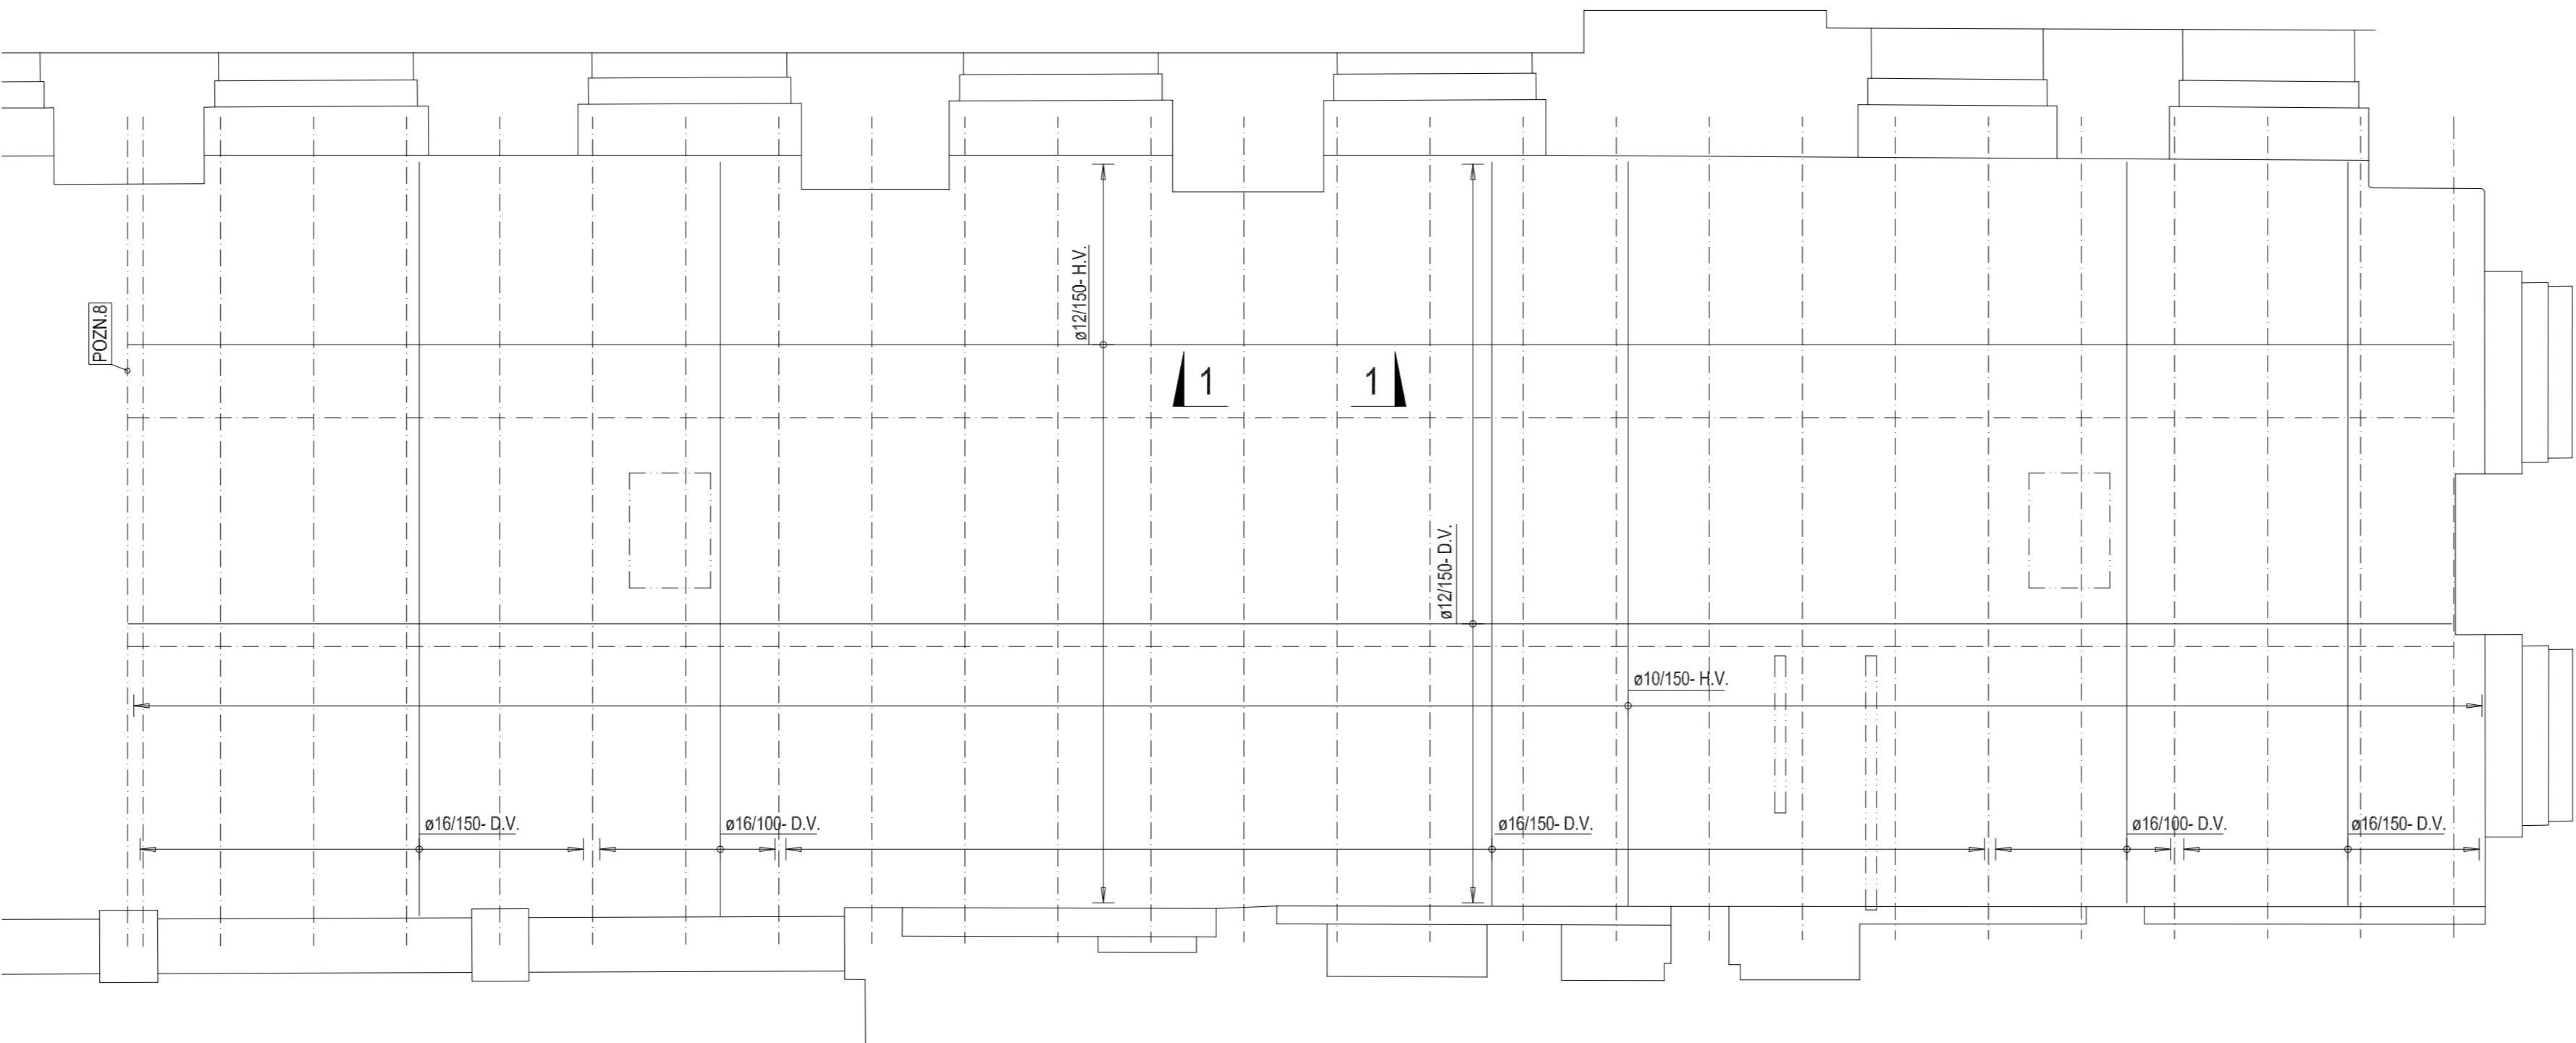 ø12/150- H.V.
POZN.8
1
1
ø12/150- D.V.
ø10/150- H.V.
ø16/150- D.V.
ø16/100- D.V.
ø16/150- D.V.
ø16/100- D.V.
ø16/150- D.V.